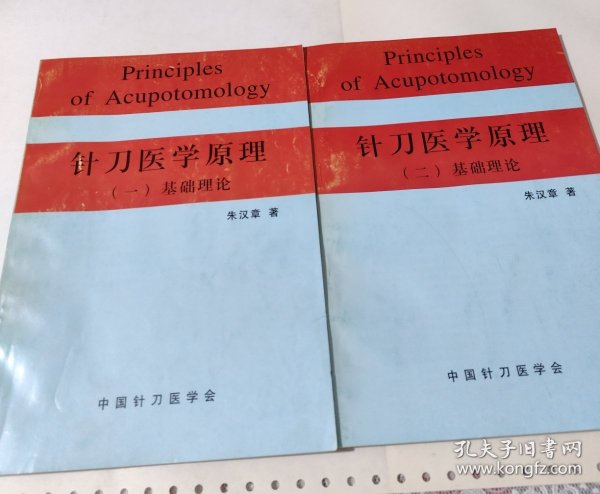 Principles
of Acupotomology
针刀医学原理
（一）基础理论
朱汉章 著
中国针刀医学会
Principles
of Acupotomology
针刀医学原理
（二）基础理论
朱汉章 著
中国针刀医学会
孔夫子旧书网
www.kongfz.com